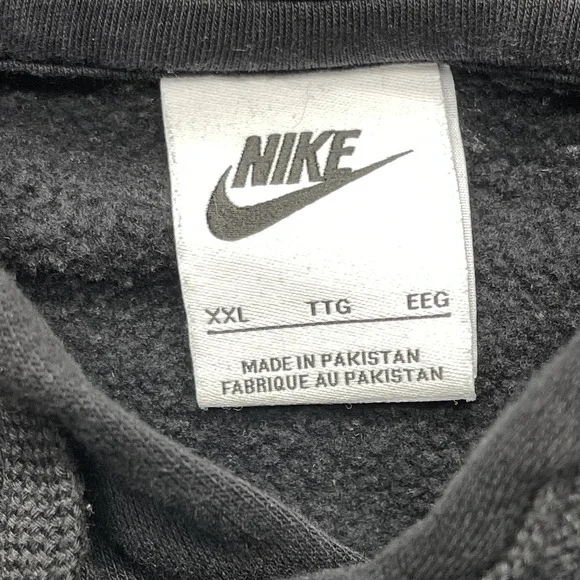 NIKE
XXL TTG EEG
MADE IN PAKISTAN
FABRIQUE AU PAKISTAN